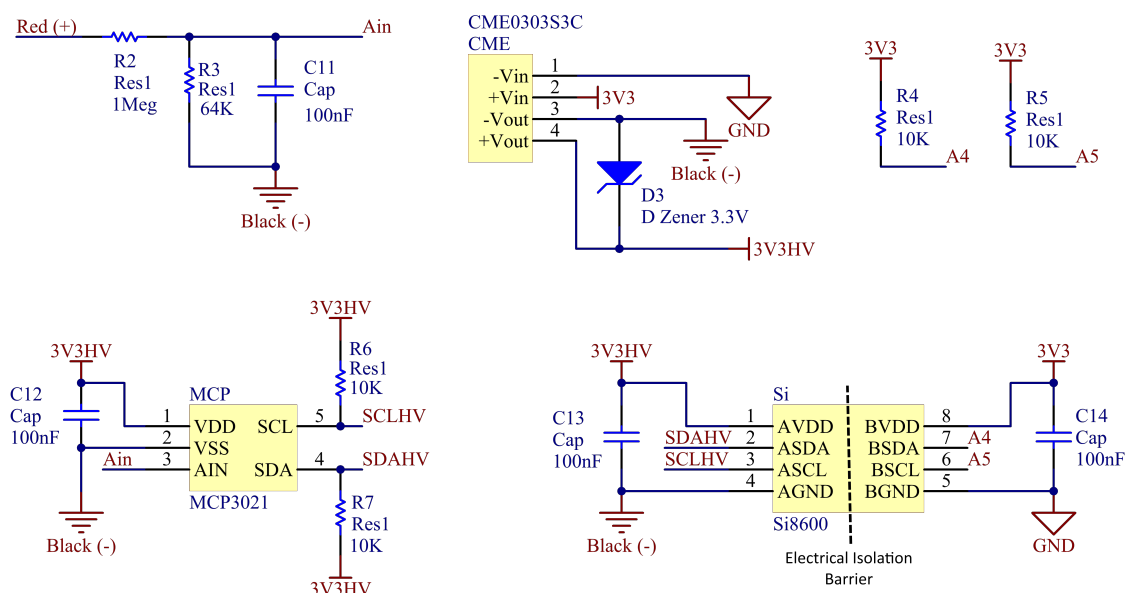 Red (+)
Ain
R2
Res1
1Meg
R3
Res1
64K
C11
Cap
100nF
Black (-)
CME0303S3C
CME
-Vin 1
+Vin 2
-Vout 3
+Vout 4
3V3
GND
Black (-)
D3
D Zener 3.3V
3V3HV
3V3
R4
Res1
10K
A4
3V3
R5
Res1
10K
A5
3V3HV
C12
Cap
100nF
Black (-)
MCP
1 VDD SCL 5
2 VSS
3 AIN SDA 4
MCP3021
Ain
3V3HV
R6
Res1
10K
SCLHV
SDAHV
R7
Res1
10K
3V3HV
3V3HV
C13
Cap
100nF
Black (-)
SDAHV
SCLHV
Si
1 AVDD BVDD 8
2 ASDA BSDA 7
3 ASCL BSCL 6
4 AGND BGND 5
Si8600
A4
A5
3V3
C14
Cap
100nF
GND
Electrical Isolation
Barrier